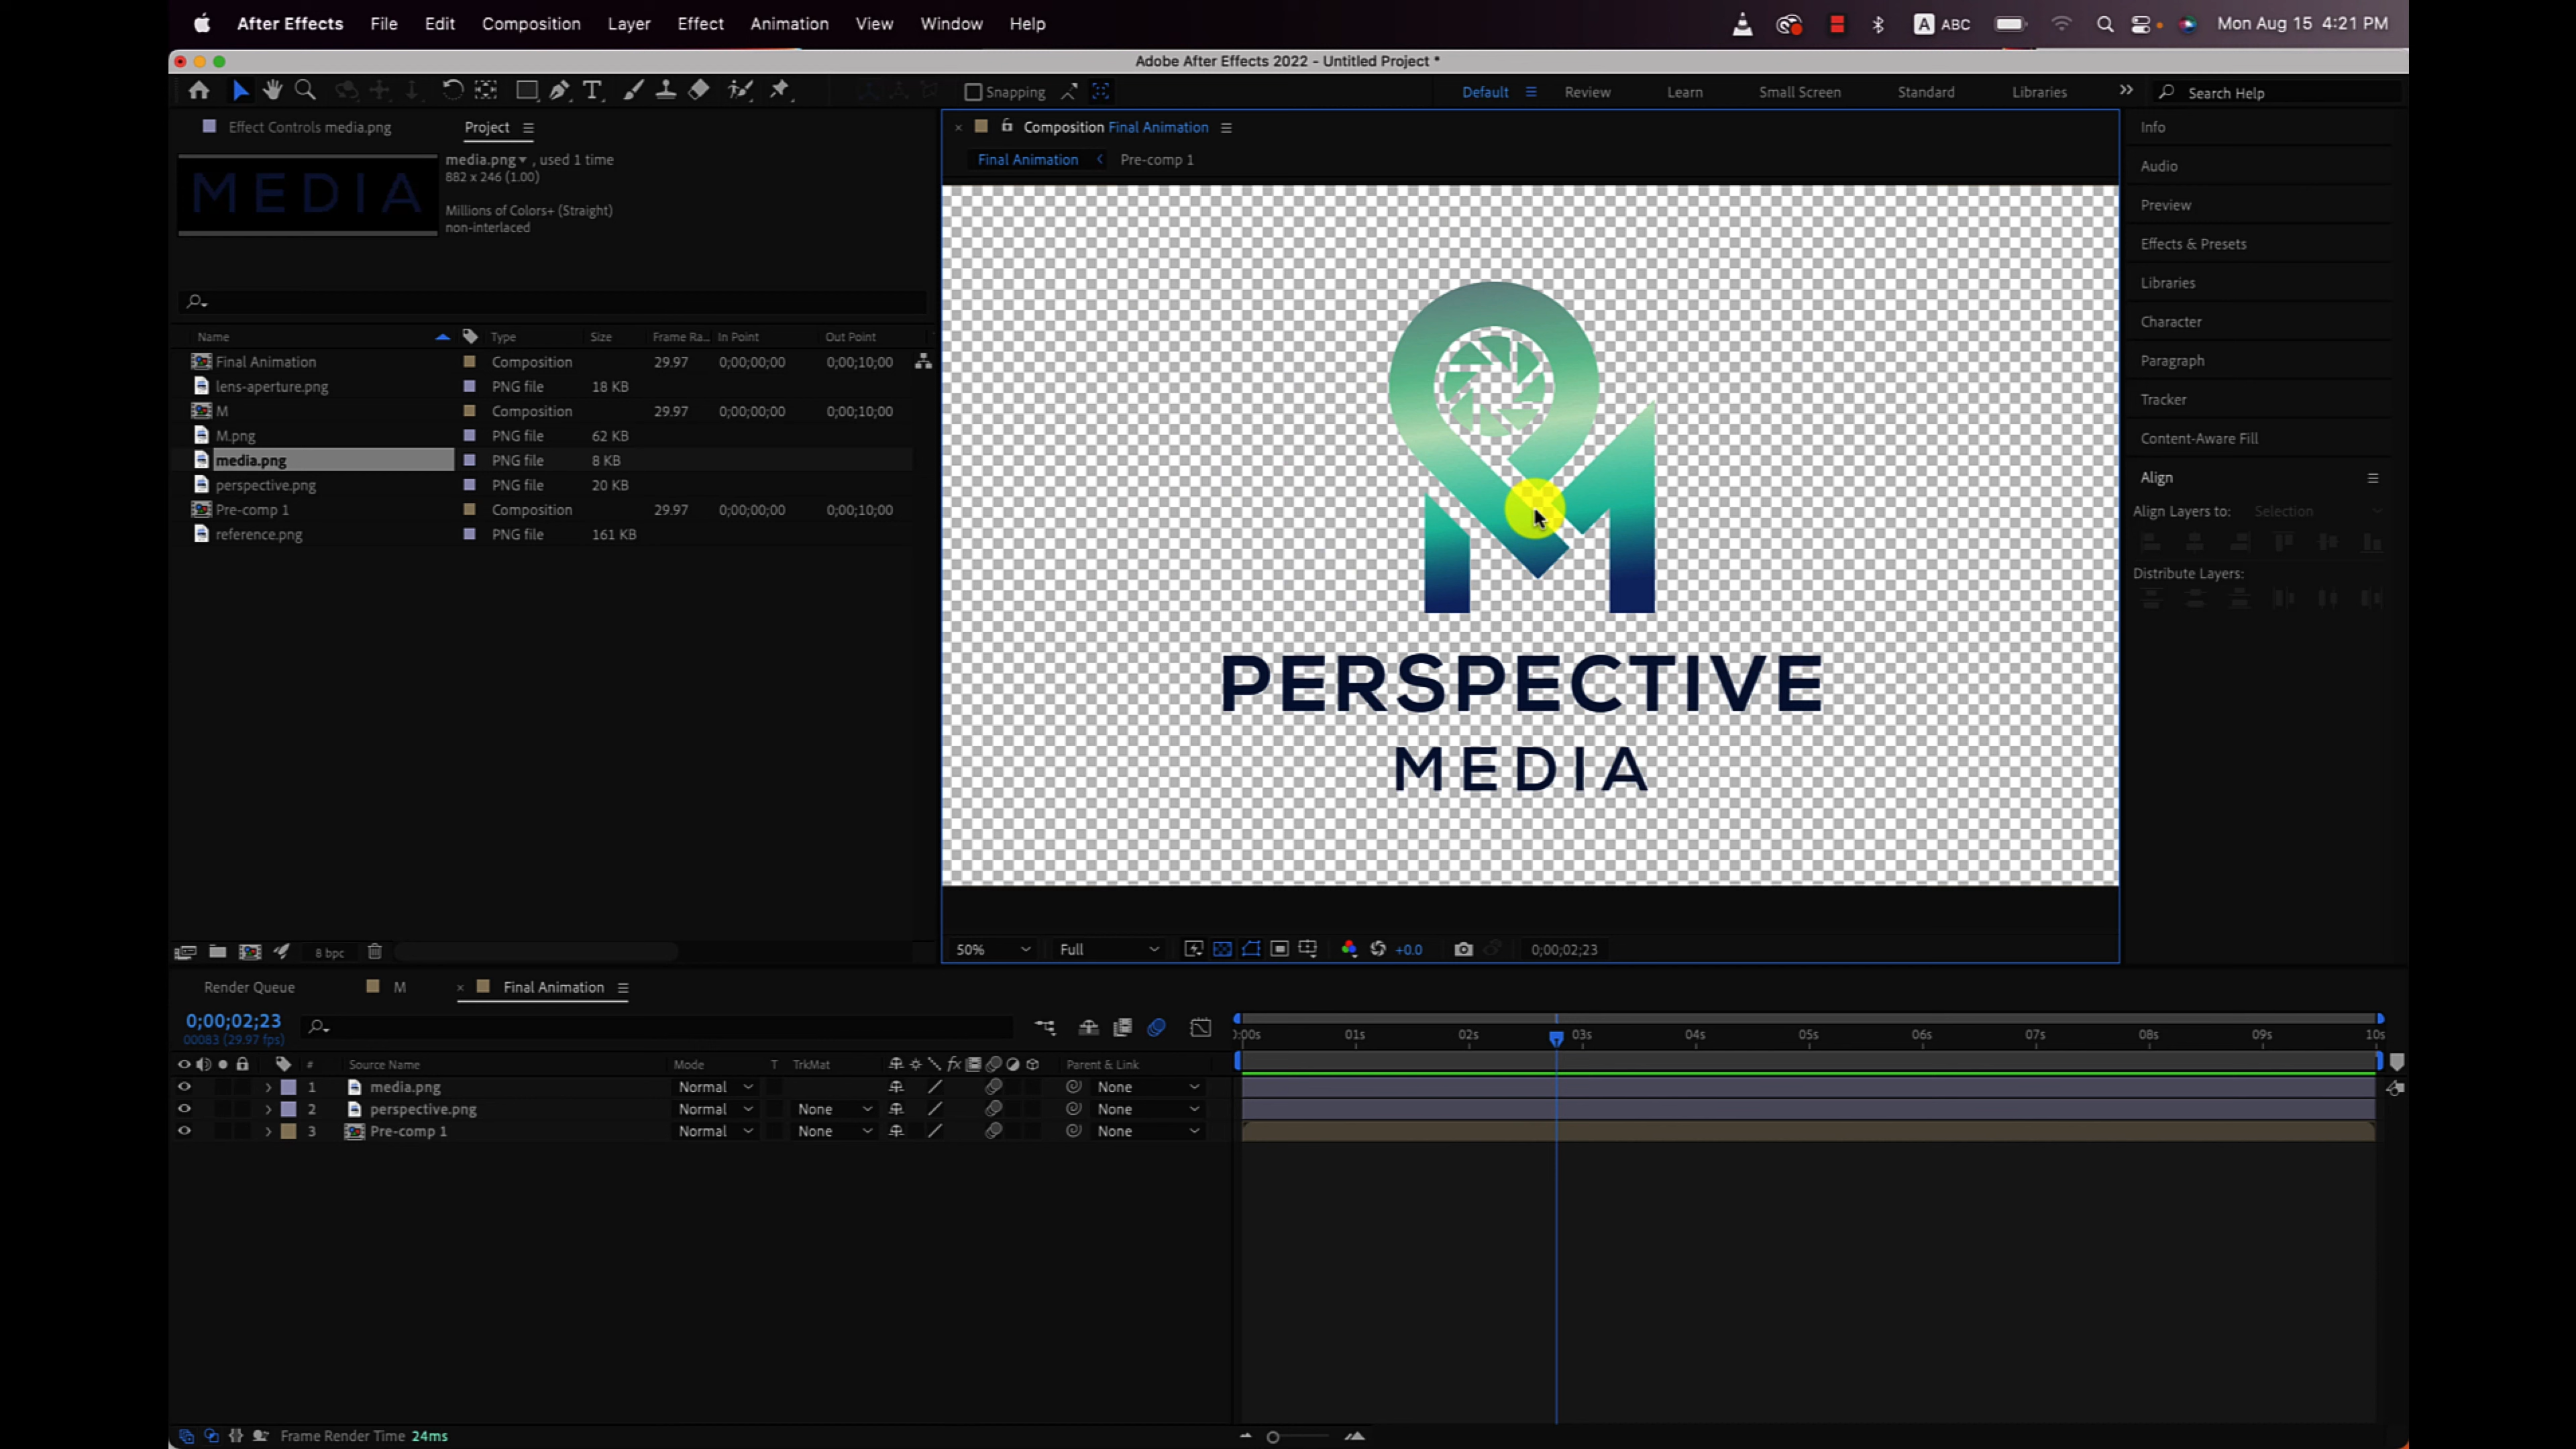 After Effects File Edit Composition Layer Effect Animation View Window Help A ABC Mon Aug 15 4:21 PM
Adobe After Effects 2022 - Untitled Project *
Snapping Default Review Learn Small Screen Standard Libraries Search Help
Effect Controls media.png Project
media.png , used 1 time
882 x 246 (1.00)
Millions of Colors+ (Straight)
non-interlaced
MEDIA
Name Type Size Frame Ra... In Point Out Point
Final Animation Composition 29.97 0;00;00;00 0;00;10;00
lens-aperture.png PNG file 18 KB
M Composition 29.97 0;00;00;00 0;00;10;00
M.png PNG file 62 KB
media.png PNG file 8 KB
perspective.png PNG file 20 KB
Pre-comp 1 Composition 29.97 0;00;00;00 0;00;10;00
reference.png PNG file 161 KB
8 bpc
Composition Final Animation
Final Animation Pre-comp 1
PERSPECTIVE
MEDIA
50% Full +0.0 0;00;02;23
Info
Audio
Preview
Effects & Presets
Libraries
Character
Paragraph
Tracker
Content-Aware Fill
Align
Align Layers to: Selection
Distribute Layers:
Render Queue M Final Animation
0;00;02;23
00083 (29.97 fps)
:00s 01s 02s 03s 04s 05s 06s 07s 08s 09s 10s
# Source Name Mode T TrkMat fx Parent & Link
1 media.png Normal None
2 perspective.png Normal None None
3 Pre-comp 1 Normal None None
Frame Render Time 24ms